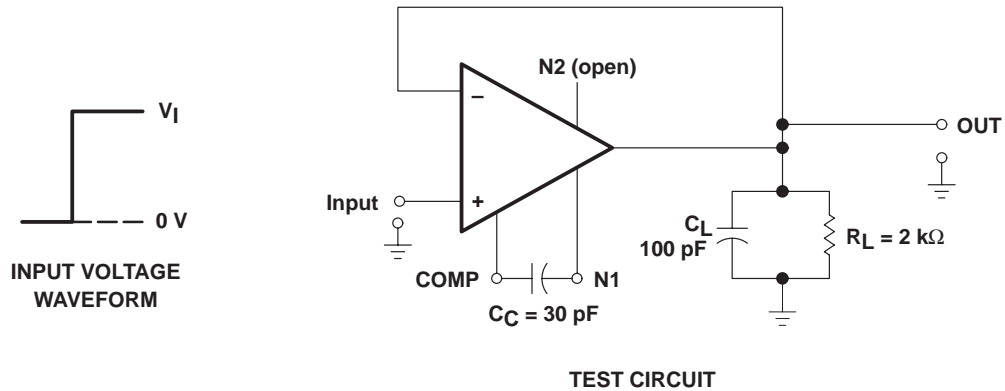 V_I
0 V
INPUT VOLTAGE
WAVEFORM
N2 (open)
−
+
Input
COMP
N1
C_C = 30 pF
OUT
C_L
100 pF
R_L = 2 kΩ
TEST CIRCUIT